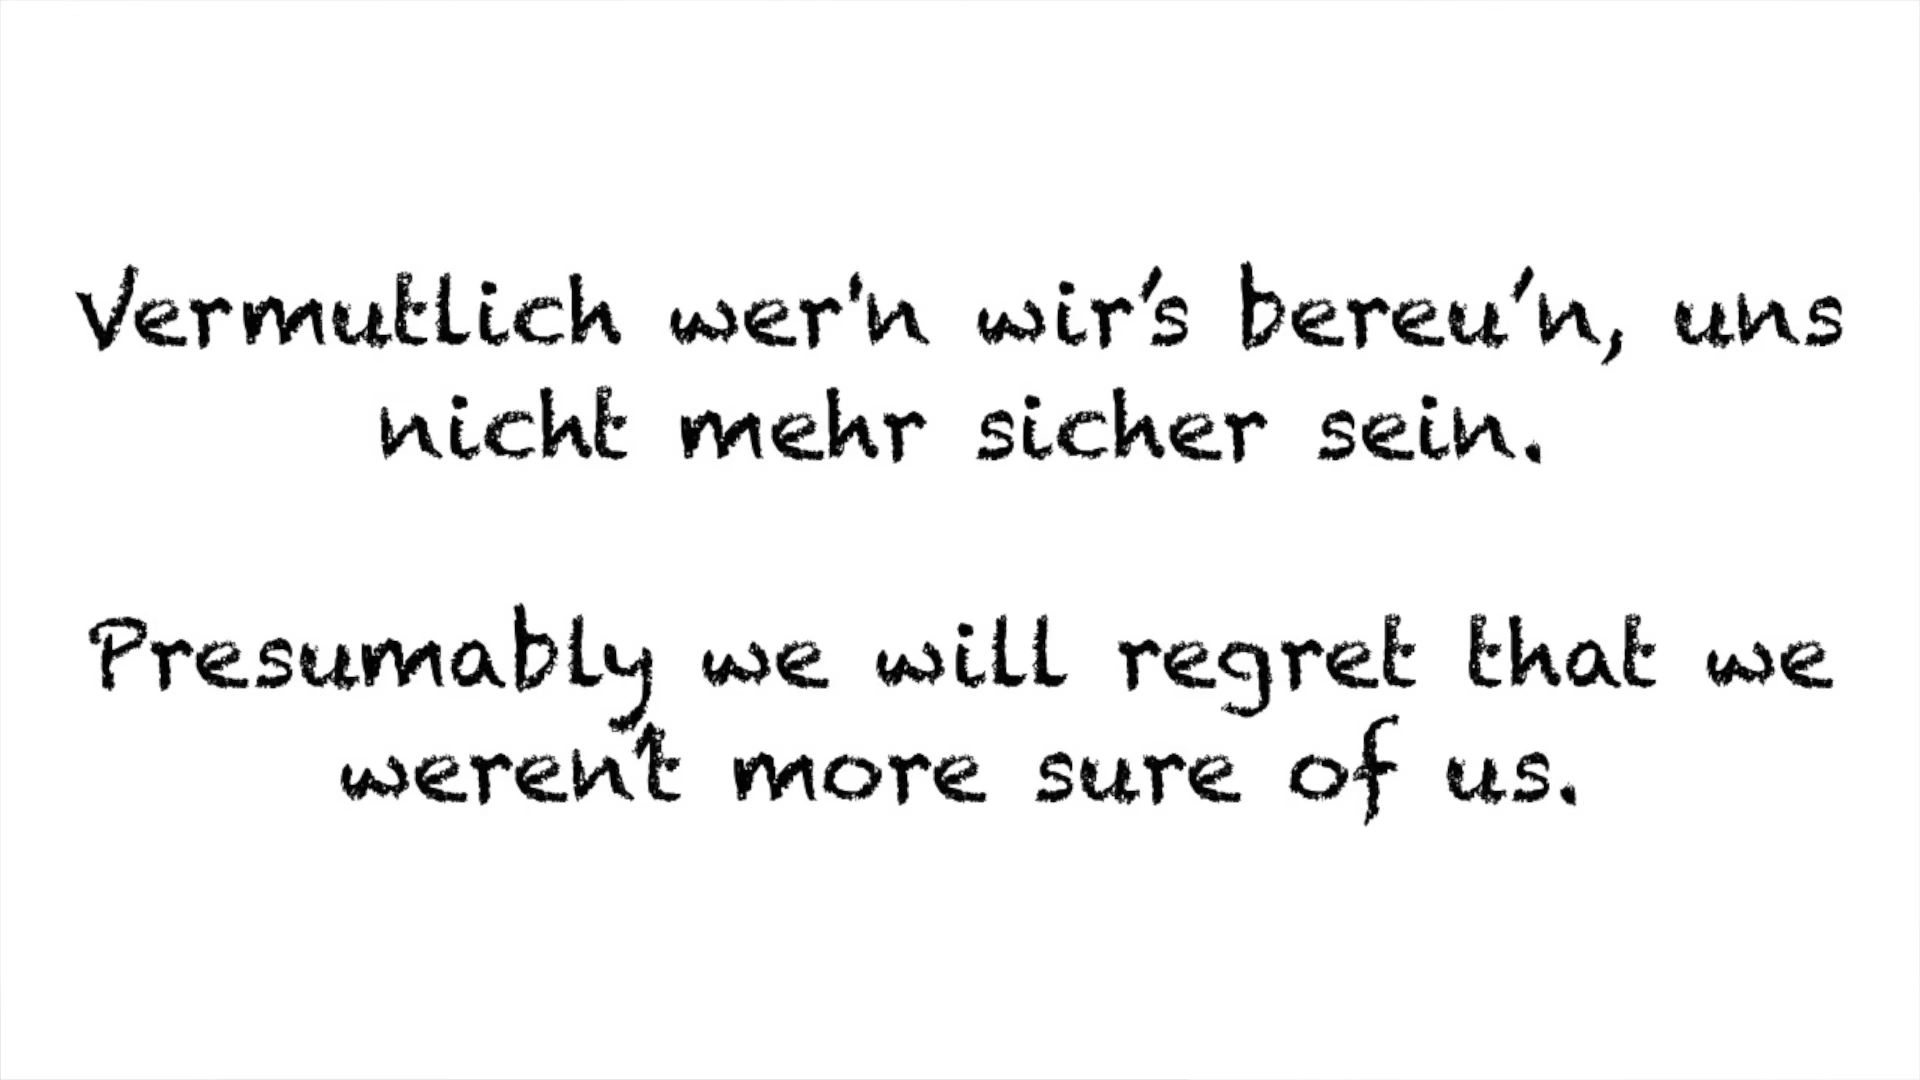 Vermutlich wer'n wir's bereu'n, uns
nicht mehr sicher sein.
Presumably we will regret that we
weren't more sure of us.